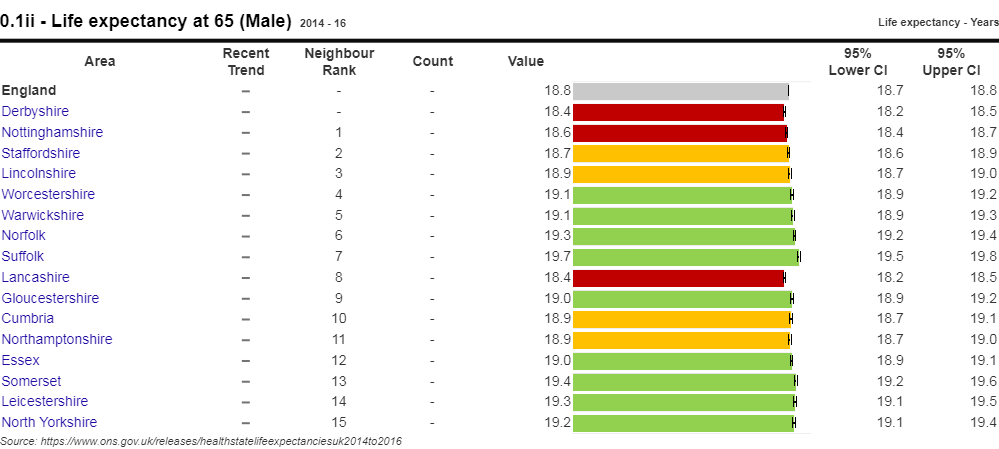 0.1ii - Life expectancy at 65 (Male) 2014 - 16 Life expectancy - Years
Area Recent Trend Neighbour Rank Count Value 95% Lower CI 95% Upper CI
England – - - 18.8 18.7 18.8
Derbyshire – - - 18.4 18.2 18.5
Nottinghamshire – 1 - 18.6 18.4 18.7
Staffordshire – 2 - 18.7 18.6 18.9
Lincolnshire – 3 - 18.9 18.7 19.0
Worcestershire – 4 - 19.1 18.9 19.2
Warwickshire – 5 - 19.1 18.9 19.3
Norfolk – 6 - 19.3 19.2 19.4
Suffolk – 7 - 19.7 19.5 19.8
Lancashire – 8 - 18.4 18.2 18.5
Gloucestershire – 9 - 19.0 18.9 19.2
Cumbria – 10 - 18.9 18.7 19.1
Northamptonshire – 11 - 18.9 18.7 19.0
Essex – 12 - 19.0 18.9 19.1
Somerset – 13 - 19.4 19.2 19.6
Leicestershire – 14 - 19.3 19.1 19.5
North Yorkshire – 15 - 19.2 19.1 19.4
Source: https://www.ons.gov.uk/releases/healthstatelifeexpectanciesuk2014to2016